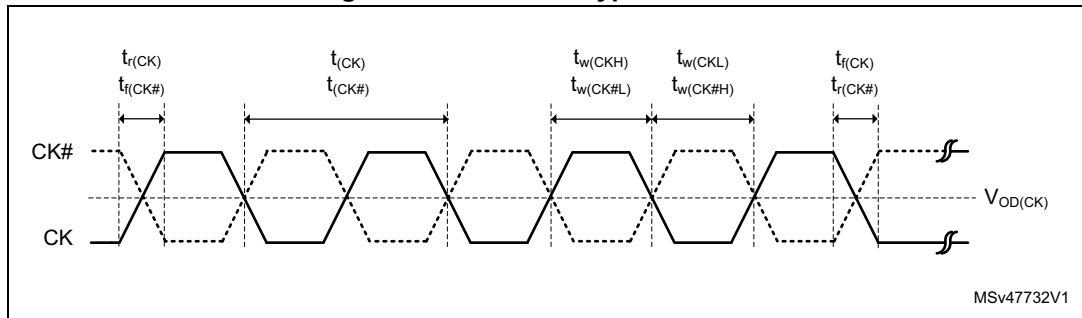 t_r(CK) t_(CK) t_w(CKH) t_w(CKL) t_f(CK)
t_f(CK#) t_(CK#) t_w(CK#L) t_w(CK#H) t_r(CK#)
CK#
V_OD(CK)
CK
MSv47732V1